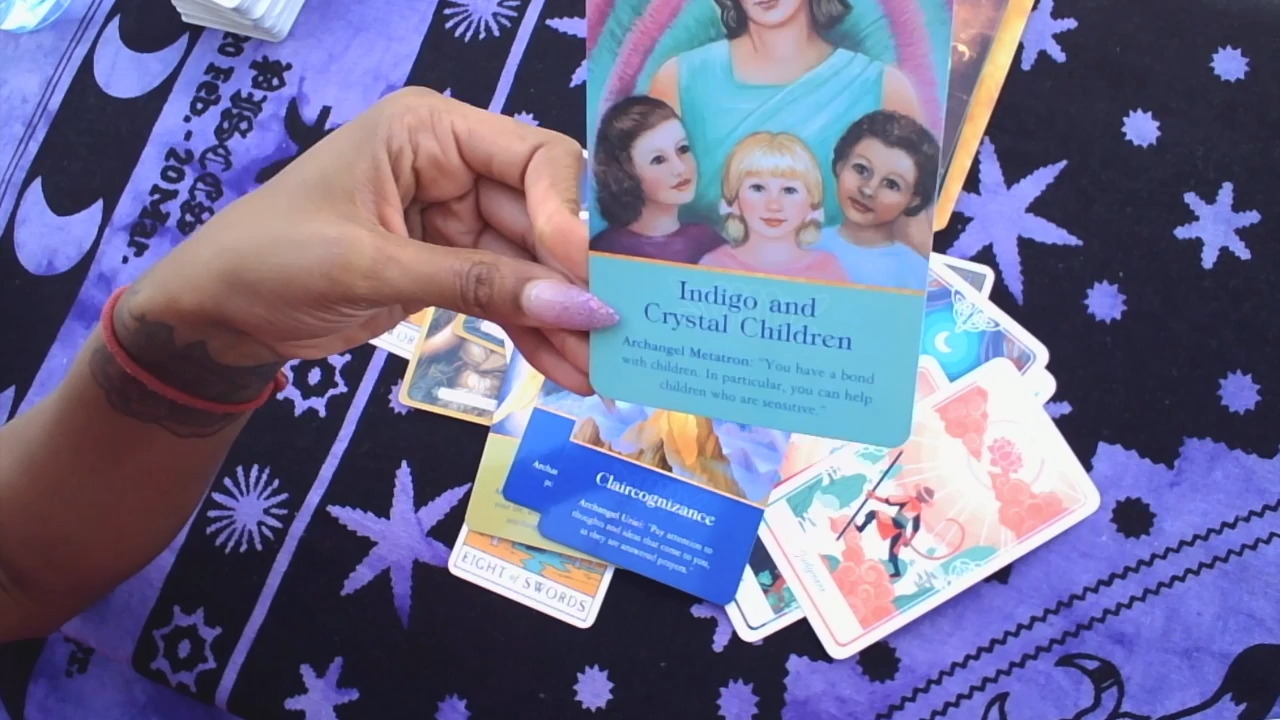 PISCES
20 Feb. - 20 Mar.
Indigo and
Crystal Children
Archangel Metatron: "You have a bond
with children. In particular, you can help
children who are sensitive."
Claircognizance
Archangel Uriel: "Pay attention to
thoughts and ideas that come to you,
as they are answered prayers."
EIGHT of SWORDS